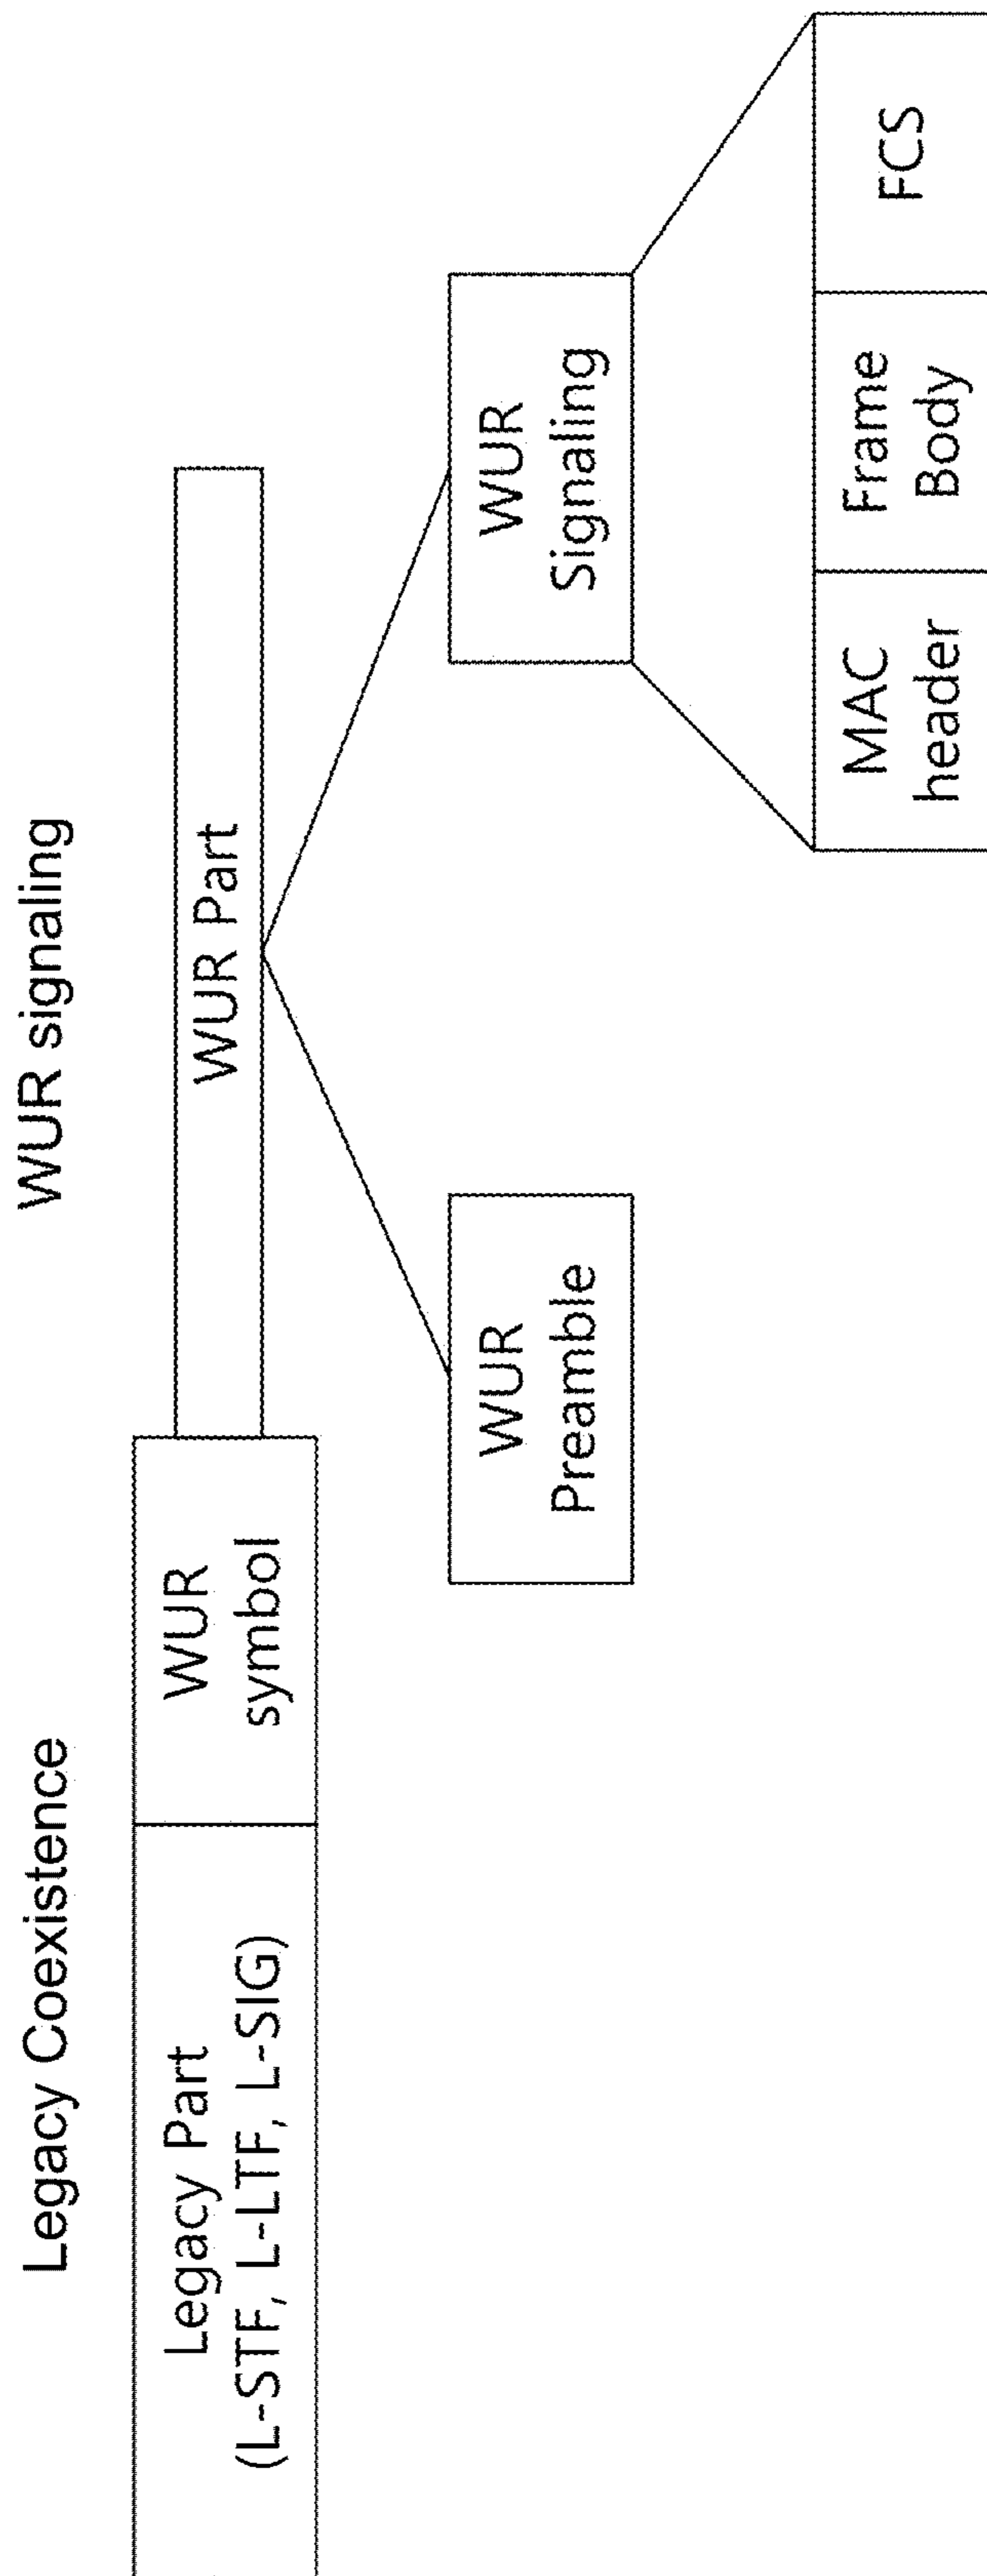 Legacy Coexistence
WUR signaling
Legacy Part
(L-STF, L-LTF, L-SIG)
WUR
symbol
WUR Part
WUR
Preamble
WUR
Signaling
MAC
header
Frame
Body
FCS